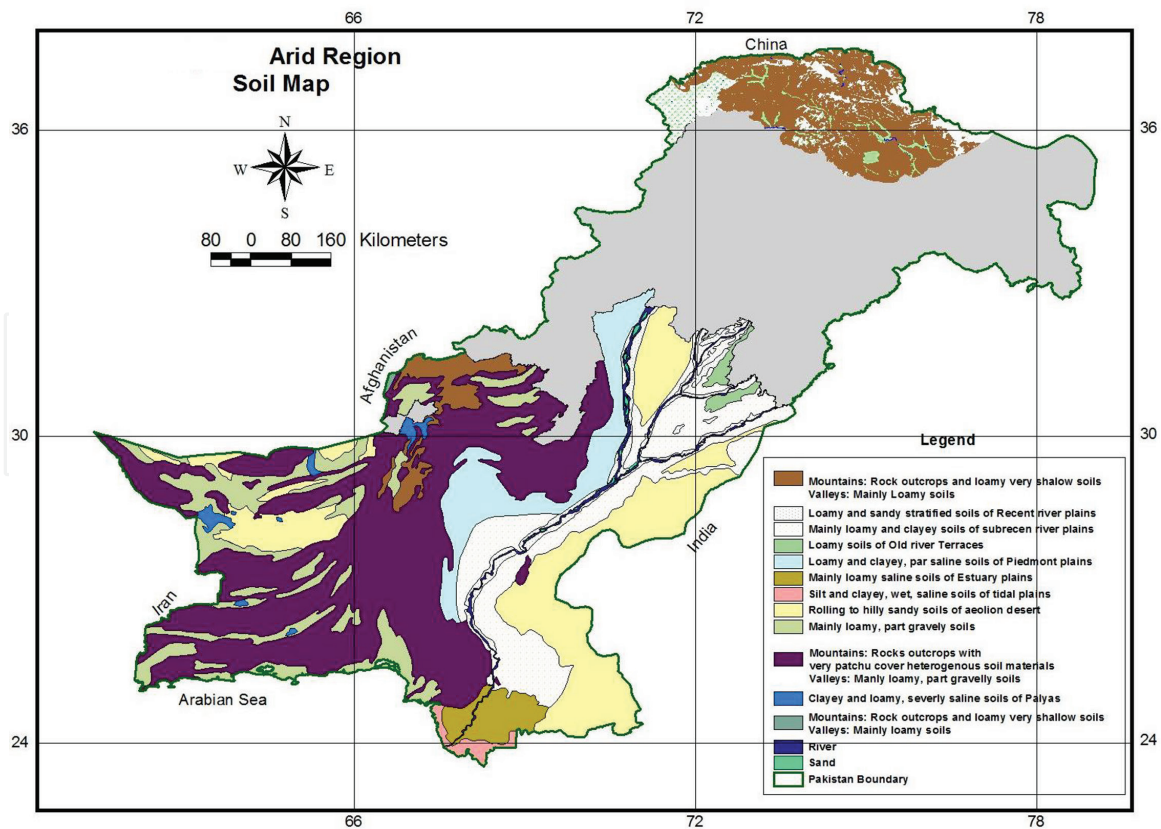 66
72
78
China
Arid Region
Soil Map
N
W
E
S
36
36
80
0
80
160
Kilometers
Afghanistan
30
30
Legend
Mountains: Rock outcrops and loamy very shalow soils
Valleys: Mainly Loamy soils
Loamy and sandy stratified soils of Recent river plains
Mainly loamy and clayey soils of subrecen river plains
Loamy soils of Old river Terraces
Loamy and clayey, par saline soils of Piedmont plains
Mainly loamy saline soils of Estuary plains
Silt and clayey, wet, saline soils of tidal plains
Rolling to hilly sandy soils of aeolion desert
Mainly loamy, part gravely soils
Mountains: Rocks outcrops with
very patchu cover heterogenous soil materials
Valleys: Manly loamy, part gravelly soils
Clayey and loamy, severly saline soils of Palyas
Mountains: Rock outcrops and loamy very shallow soils
Valleys: Mainly loamy soils
River
Sand
Pakistan Boundary
India
Iran
Arabian Sea
24
24
66
72
78